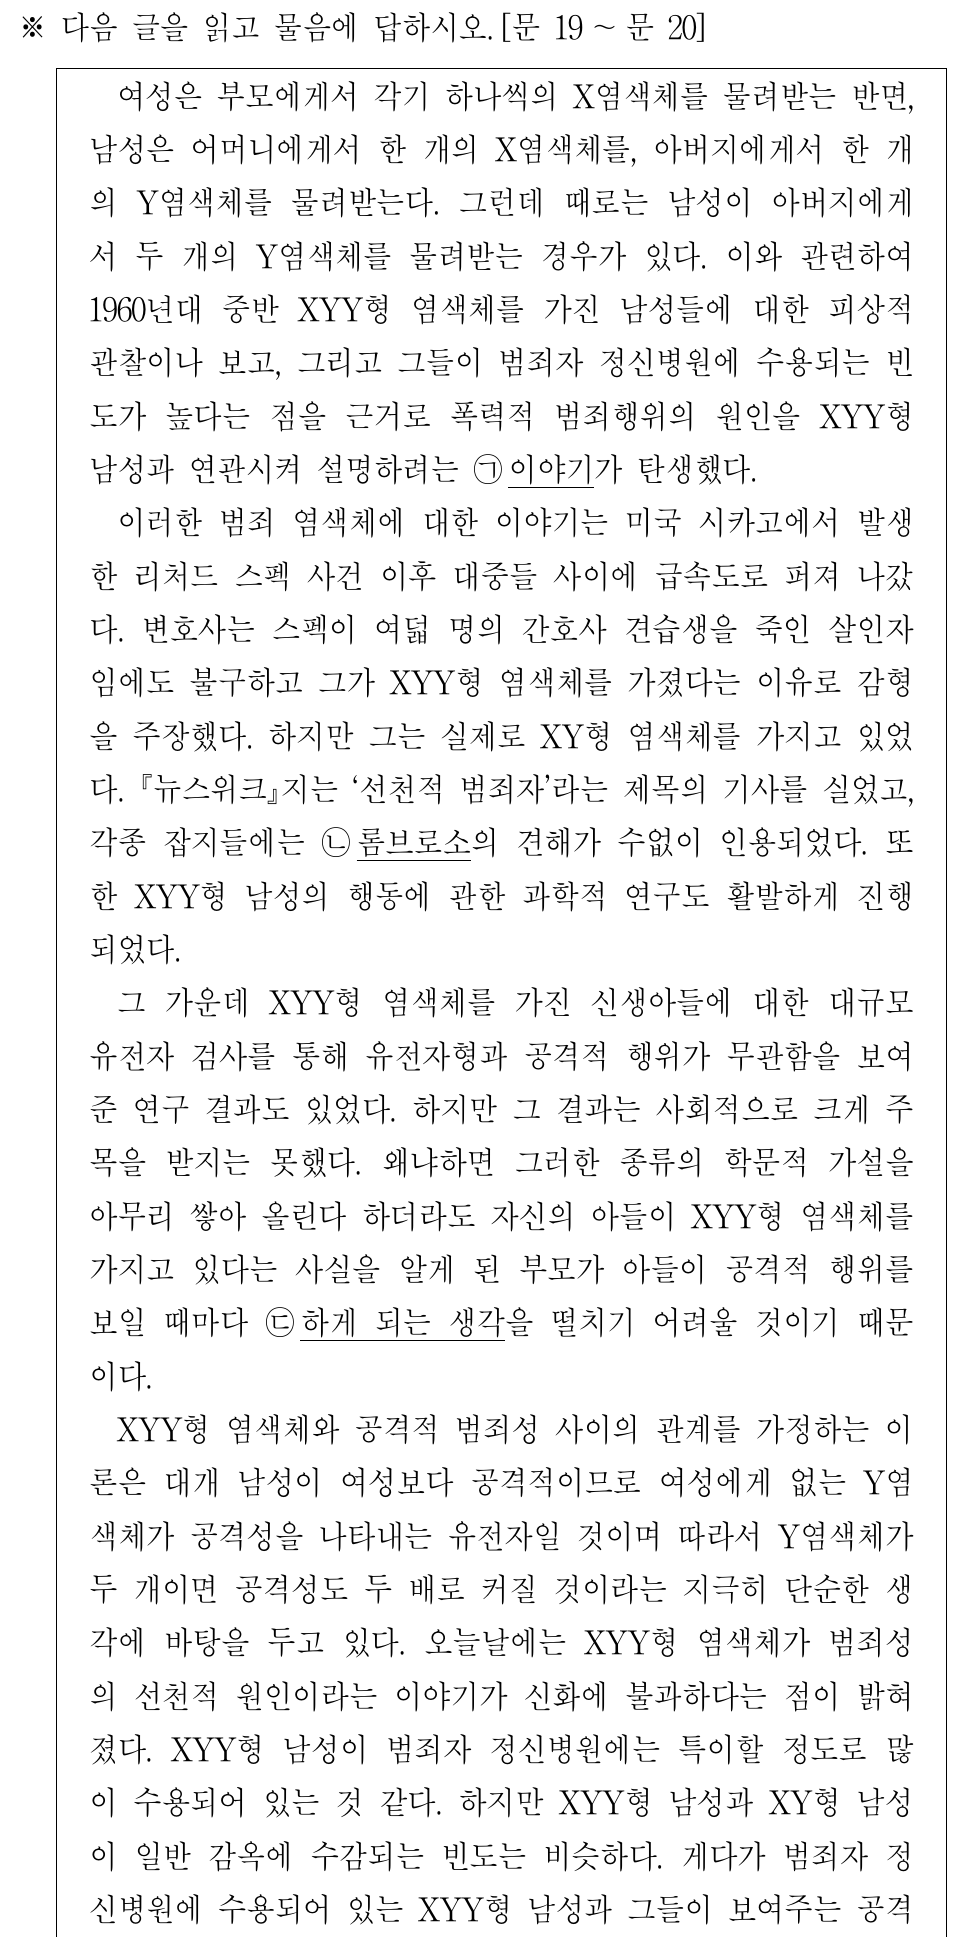 ※ 다음 글을 읽고 물음에 답하시오. [문 19 ~ 문 20]
여성은 부모에게서 각기 하나씩의 X염색체를 물려받는 반면,
남성은 어머니에게서 한 개의 X염색체를, 아버지에게서 한 개
의 Y염색체를 물려받는다. 그런데 때로는 남성이 아버지에게
서 두 개의 Y염색체를 물려받는 경우가 있다. 이와 관련하여
1960년대 중반 XYY형 염색체를 가진 남성들에 대한 피상적
관찰이나 보고, 그리고 그들이 범죄자 정신병원에 수용되는 빈
도가 높다는 점을 근거로 폭력적 범죄행위의 원인을 XYY형
남성과 연관시켜 설명하려는 ㉠이야기가 탄생했다.
이러한 범죄 염색체에 대한 이야기는 미국 시카고에서 발생
한 리처드 스펙 사건 이후 대중들 사이에 급속도로 퍼져 나갔
다. 변호사는 스펙이 여덟 명의 간호사 견습생을 죽인 살인자
임에도 불구하고 그가 XYY형 염색체를 가졌다는 이유로 감형
을 주장했다. 하지만 그는 실제로 XY형 염색체를 가지고 있었
다. 『뉴스위크』지는 ‘선천적 범죄자’라는 제목의 기사를 실었고,
각종 잡지들에는 ㉡롬브로소의 견해가 수없이 인용되었다. 또
한 XYY형 남성의 행동에 관한 과학적 연구도 활발하게 진행
되었다.
그 가운데 XYY형 염색체를 가진 신생아들에 대한 대규모
유전자 검사를 통해 유전자형과 공격적 행위가 무관함을 보여
준 연구 결과도 있었다. 하지만 그 결과는 사회적으로 크게 주
목을 받지는 못했다. 왜냐하면 그러한 종류의 학문적 가설을
아무리 쌓아 올린다 하더라도 자신의 아들이 XYY형 염색체를
가지고 있다는 사실을 알게 된 부모가 아들이 공격적 행위를
보일 때마다 ㉢하게 되는 생각을 떨치기 어려울 것이기 때문
이다.
XYY형 염색체와 공격적 범죄성 사이의 관계를 가정하는 이
론은 대개 남성이 여성보다 공격적이므로 여성에게 없는 Y염
색체가 공격성을 나타내는 유전자일 것이며 따라서 Y염색체가
두 개이면 공격성도 두 배로 커질 것이라는 지극히 단순한 생
각에 바탕을 두고 있다. 오늘날에는 XYY형 염색체가 범죄성
의 선천적 원인이라는 이야기가 신화에 불과하다는 점이 밝혀
졌다. XYY형 남성이 범죄자 정신병원에는 특이할 정도로 많
이 수용되어 있는 것 같다. 하지만 XYY형 남성과 XY형 남성
이 일반 감옥에 수감되는 빈도는 비슷하다. 게다가 범죄자 정
신병원에 수용되어 있는 XYY형 남성과 그들이 보여주는 공격